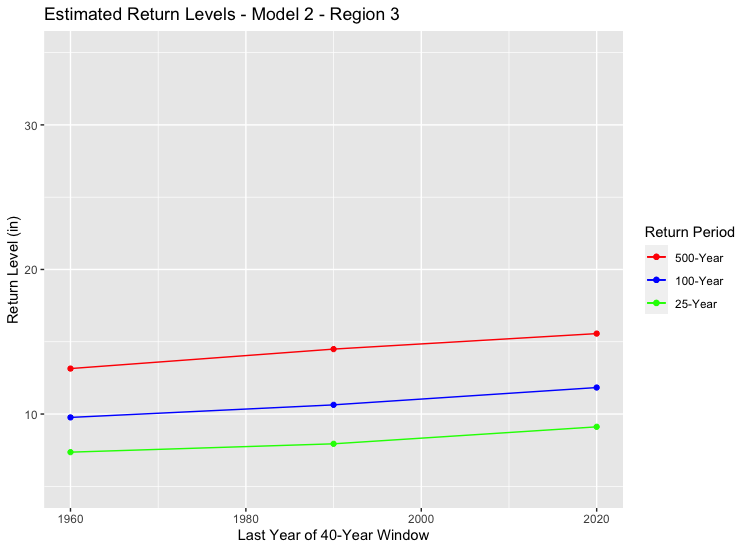 Estimated Return Levels - Model 2 - Region 3
Return Level (in)
30
20
10
1960
1980
2000
2020
Last Year of 40-Year Window
Return Period
500-Year
100-Year
25-Year